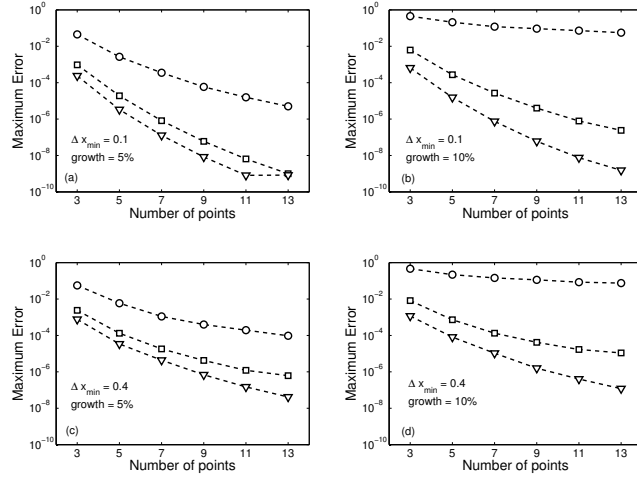 10^0
10^-2
10^-4
10^-6
10^-8
10^-10
Maximum Error
Δ x_min = 0.1
growth = 5%
(a)
3 5 7 9 11 13
Number of points
10^0
10^-2
10^-4
10^-6
10^-8
10^-10
Maximum Error
Δ x_min = 0.1
growth = 10%
(b)
3 5 7 9 11 13
Number of points
10^0
10^-2
10^-4
10^-6
10^-8
10^-10
Maximum Error
Δ x_min = 0.4
growth = 5%
(c)
3 5 7 9 11 13
Number of points
10^0
10^-2
10^-4
10^-6
10^-8
10^-10
Maximum Error
Δ x_min = 0.4
growth = 10%
(d)
3 5 7 9 11 13
Number of points